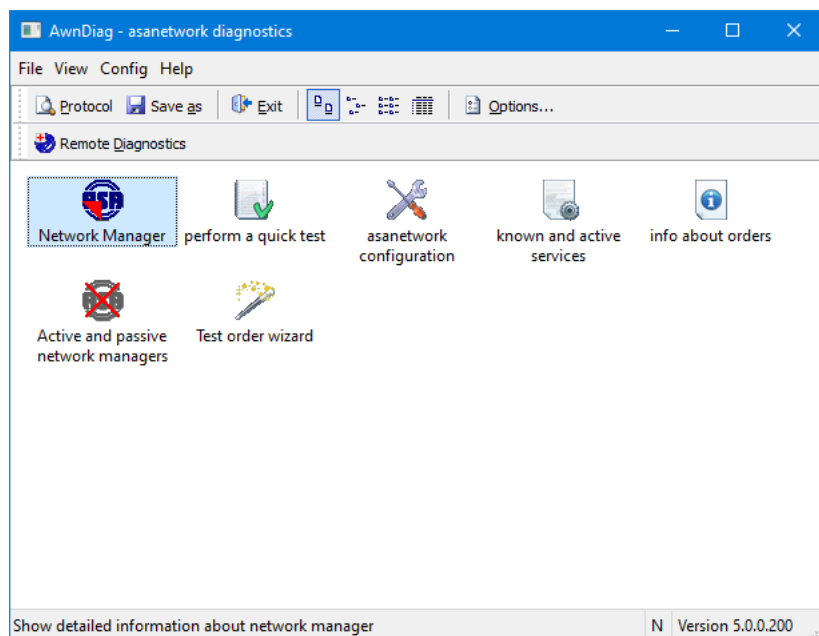 AwnDiag - asanetwork diagnostics
File View Config Help
Protocol Save as Exit Options...
Remote Diagnostics
Network Manager perform a quick test asanetwork known and active info about orders
configuration services
Active and passive Test order wizard
network managers
Show detailed information about network manager N Version 5.0.0.200